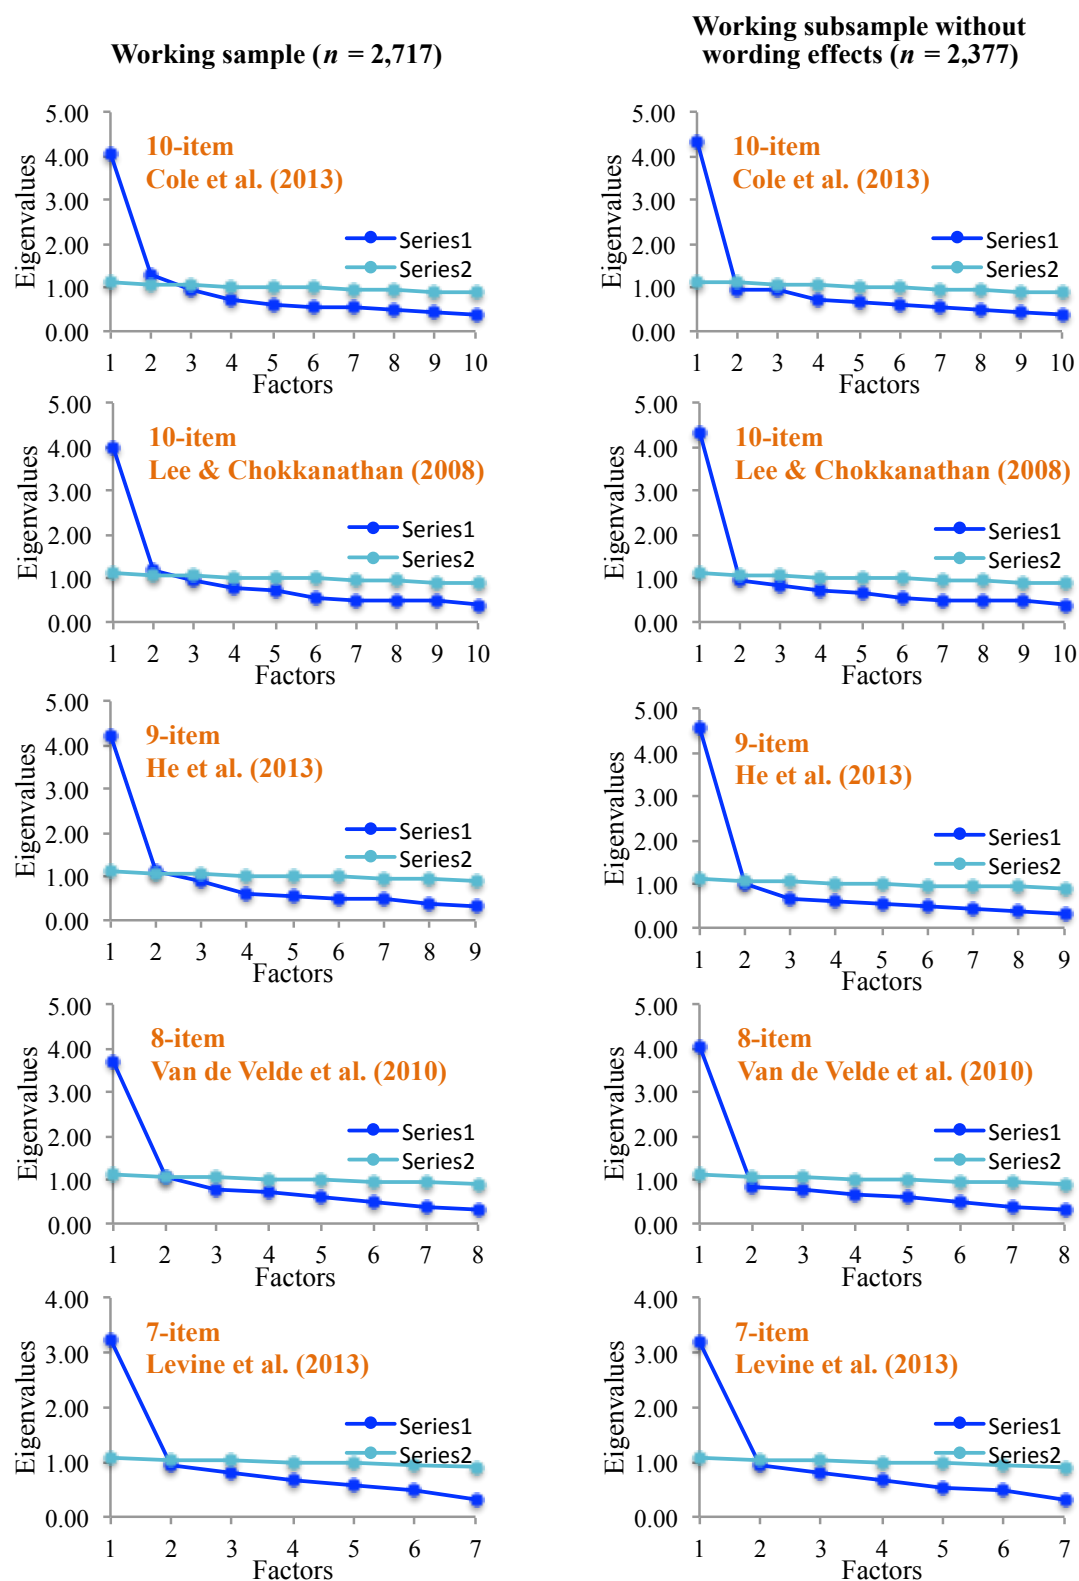 Working sample (n = 2,717)
Working subsample without
wording effects (n = 2,377)
5.00
4.00
3.00
2.00
1.00
0.00
Eigenvalues
10-item
Cole et al. (2013)
Series1
Series2
1 2 3 4 5 6 7 8 9 10
Factors
5.00
4.00
3.00
2.00
1.00
0.00
Eigenvalues
10-item
Cole et al. (2013)
Series1
Series2
1 2 3 4 5 6 7 8 9 10
Factors
5.00
4.00
3.00
2.00
1.00
0.00
Eigenvalues
10-item
Lee & Chokkanathan (2008)
Series1
Series2
1 2 3 4 5 6 7 8 9 10
Factors
5.00
4.00
3.00
2.00
1.00
0.00
Eigenvalues
10-item
Lee & Chokkanathan (2008)
Series1
Series2
1 2 3 4 5 6 7 8 9 10
Factors
5.00
4.00
3.00
2.00
1.00
0.00
Eigenvalues
9-item
He et al. (2013)
Series1
Series2
1 2 3 4 5 6 7 8 9
Factors
5.00
4.00
3.00
2.00
1.00
0.00
Eigenvalues
9-item
He et al. (2013)
Series1
Series2
1 2 3 4 5 6 7 8 9
Factors
5.00
4.00
3.00
2.00
1.00
0.00
Eigenvalues
8-item
Van de Velde et al. (2010)
Series1
Series2
1 2 3 4 5 6 7 8
Factors
5.00
4.00
3.00
2.00
1.00
0.00
Eigenvalues
8-item
Van de Velde et al. (2010)
Series1
Series2
1 2 3 4 5 6 7 8
Factors
4.00
3.00
2.00
1.00
0.00
Eigenvalues
7-item
Levine et al. (2013)
Series1
Series2
1 2 3 4 5 6 7
Factors
4.00
3.00
2.00
1.00
0.00
Eigenvalues
7-item
Levine et al. (2013)
Series1
Series2
1 2 3 4 5 6 7
Factors